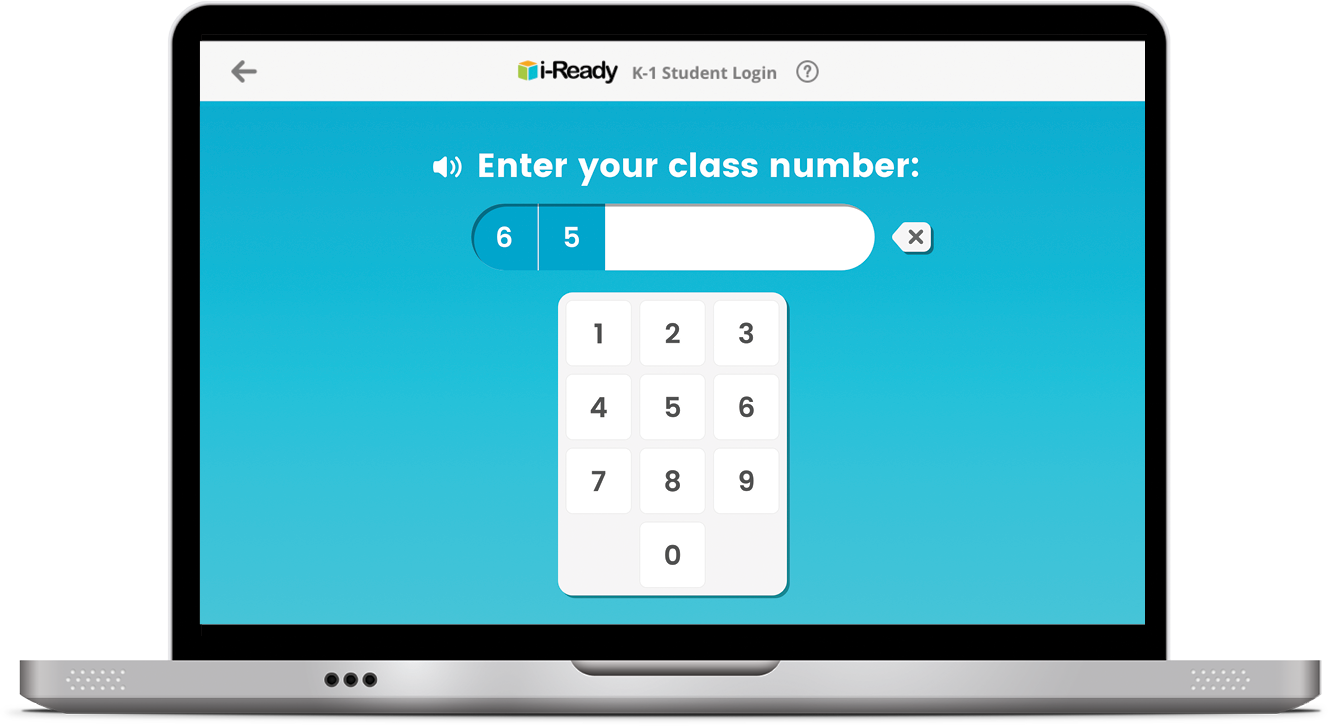 i-Ready K-1 Student Login ?
Enter your class number:
6 5
1 2 3
4 5 6
7 8 9
0